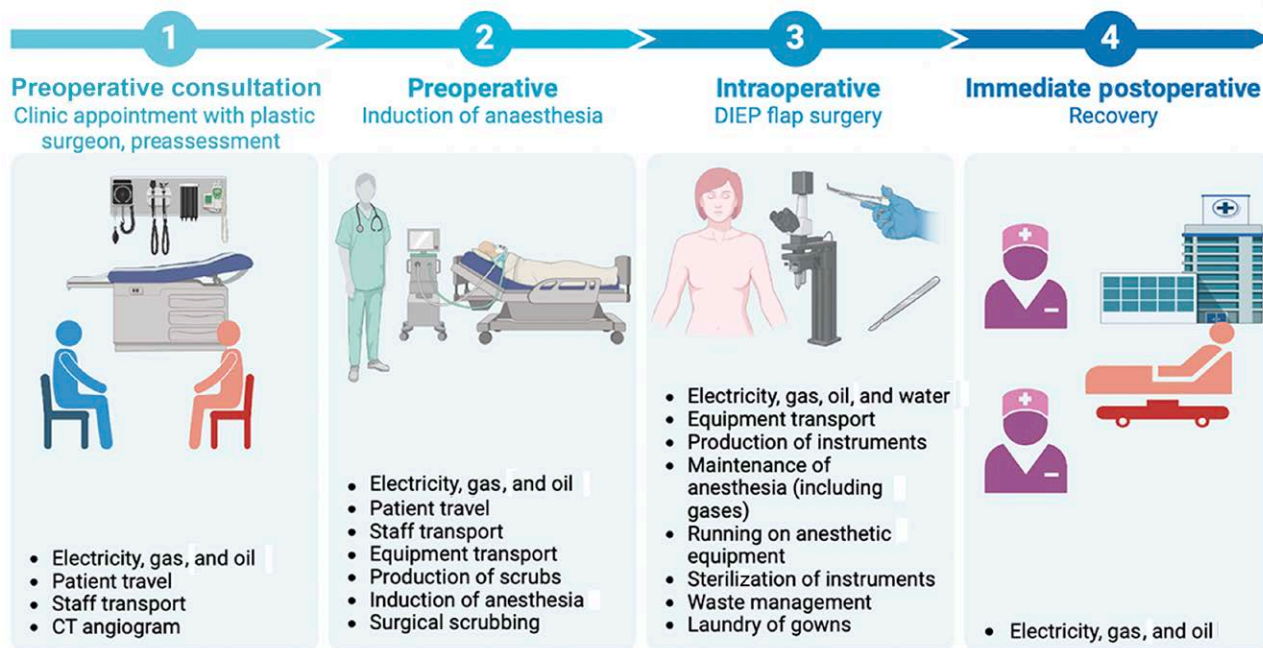 1
Preoperative consultation
Clinic appointment with plastic
surgeon, preassessment
• Electricity, gas, and oil
• Patient travel
• Staff transport
• CT angiogram
2
Preoperative
Induction of anaesthesia
• Electricity, gas, and oil
• Patient travel
• Staff transport
• Equipment transport
• Production of scrubs
• Induction of anesthesia
• Surgical scrubbing
3
Intraoperative
DIEP flap surgery
• Electricity, gas, oil, and water
• Equipment transport
• Production of instruments
• Maintenance of
anesthesia (including
gases)
• Running on anesthetic
equipment
• Sterilization of instruments
• Waste management
• Laundry of gowns
4
Immediate postoperative
Recovery
• Electricity, gas, and oil